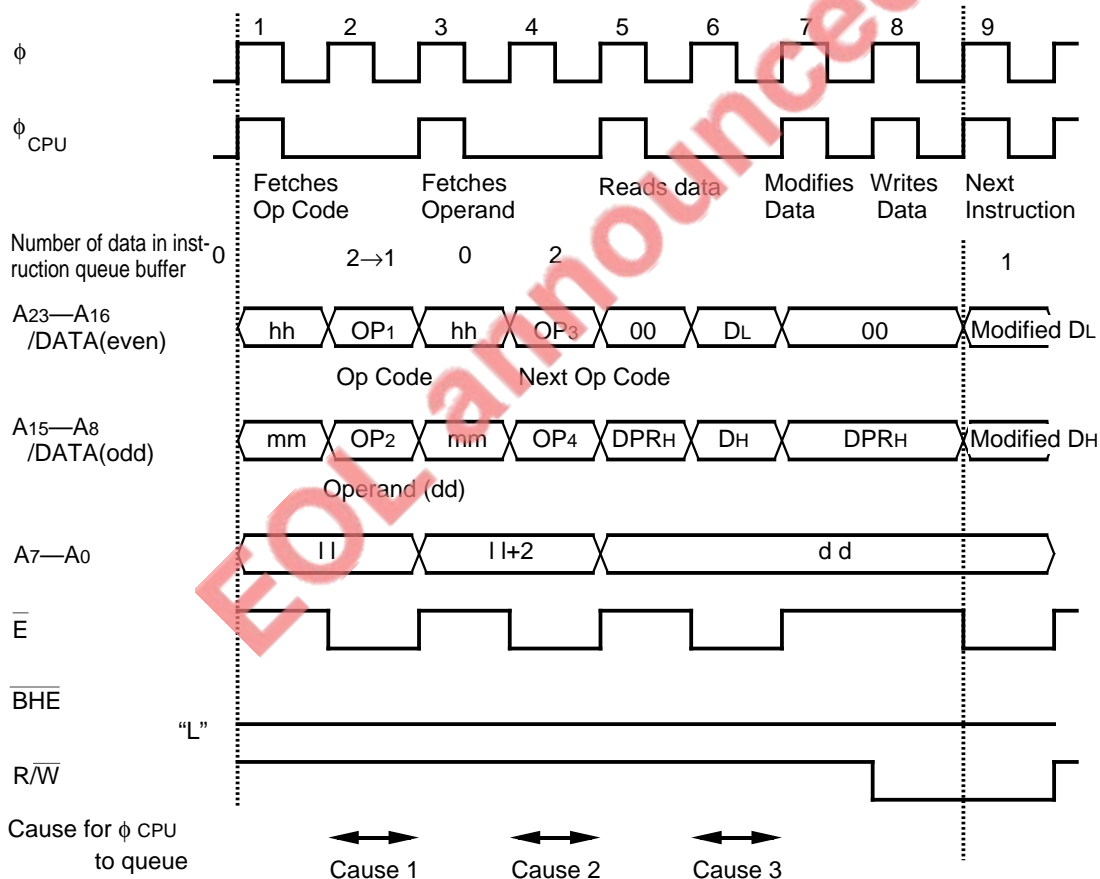 1 2 3 4 5 6 7 8 9
ϕ
ϕ CPU
Fetches Op Code
Fetches Operand
Reads data
Modifies Data
Writes Data
Next Instruction
Number of data in inst-
ruction queue buffer
0 2→1 0 2 1
A23—A16
/DATA(even)
hh OP1 hh OP3 00 DL 00 Modified DL
Op Code Next Op Code
A15—A8
/DATA(odd)
mm OP2 mm OP4 DPRH DH DPRH Modified DH
Operand (dd)
A7—A0
l l l l+2 d d
E̅
B̅H̅E̅
“L”
R/W̅
Cause for ϕ CPU
to queue
Cause 1 Cause 2 Cause 3
EOL announced